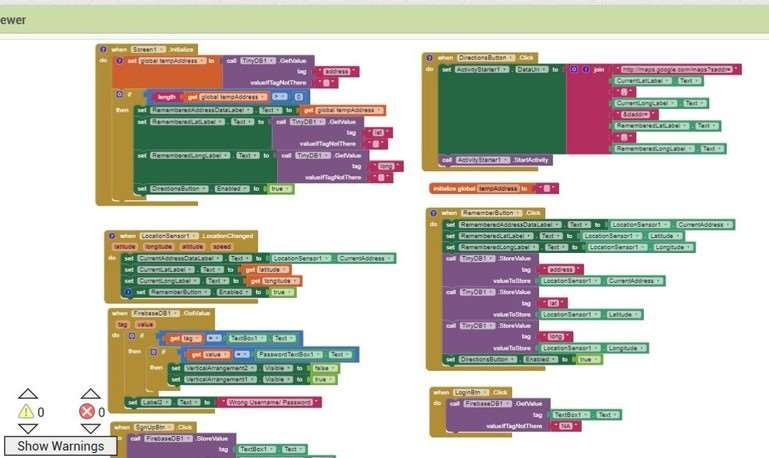 ewer
when Screen1 .Initialize
do set global tempAddress to call TinyDB1 .GetValue
tag " address "
valueIfTagNotThere " "
if length get global tempAddress > 0
then set RememberedAddressDataLabel . Text to get global tempAddress
set RememberedLatLabel . Text to call TinyDB1 .GetValue
tag " lat "
valueIfTagNotThere " "
set RememberedLongLabel . Text to call TinyDB1 .GetValue
tag " long "
valueIfTagNotThere " "
set DirectionsButton . Enabled to true
when LocationSensor1 .LocationChanged
latitude longitude altitude speed
do set CurrentAddressDataLabel . Text to LocationSensor1 . CurrentAddress
set CurrentLatLabel . Text to get latitude
set CurrentLongLabel . Text to get longitude
set RememberButton . Enabled to true
when FirebaseDB1 .GotValue
tag value
do if get tag = TextBox1 . Text
then if get value = PasswordTextBox1 . Text
then set VerticalArrangement2 . Visible to false
set VerticalArrangement1 . Visible to true
set Label2 . Text to " Wrong Username/ Password "
when SignUpBtn .Click
do call FirebaseDB1 .StoreValue
tag TextBox1 . Text
when DirectionsButton .Click
do set ActivityStarter1 . DataUri to join " http://maps.google.com/maps?saddr= "
CurrentLatLabel . Text
CurrentLongLabel . Text
" &daddr= "
RememberedLatLabel . Text
RememberedLongLabel . Text
call ActivityStarter1 .StartActivity
initialize global tempAddress to " "
when RememberButton .Click
do set RememberedAddressDataLabel . Text to LocationSensor1 . CurrentAddress
set RememberedLatLabel . Text to LocationSensor1 . Latitude
set RememberedLongLabel . Text to LocationSensor1 . Longitude
call TinyDB1 .StoreValue
tag " address "
valueToStore LocationSensor1 . CurrentAddress
call TinyDB1 .StoreValue
tag " lat "
valueToStore LocationSensor1 . Latitude
call TinyDB1 .StoreValue
tag " long "
valueToStore LocationSensor1 . Longitude
set DirectionsButton . Enabled to true
when LoginBtn .Click
do call FirebaseDB1 .GetValue
tag TextBox1 . Text
valueIfTagNotThere " NA "
0 0
Show Warnings